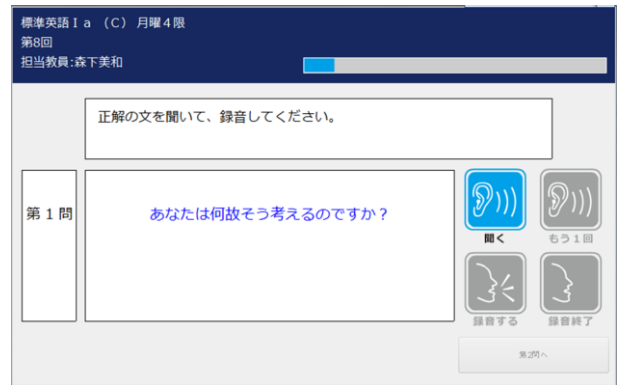 標準英語Ⅰa （C） 月曜4限
第8回
担当教員:森下美和
正解の文を聞いて、録音してください。
第1問
あなたは何故そう考えるのですか？
聞く
もう1回
録音する
録音終了
第2問へ